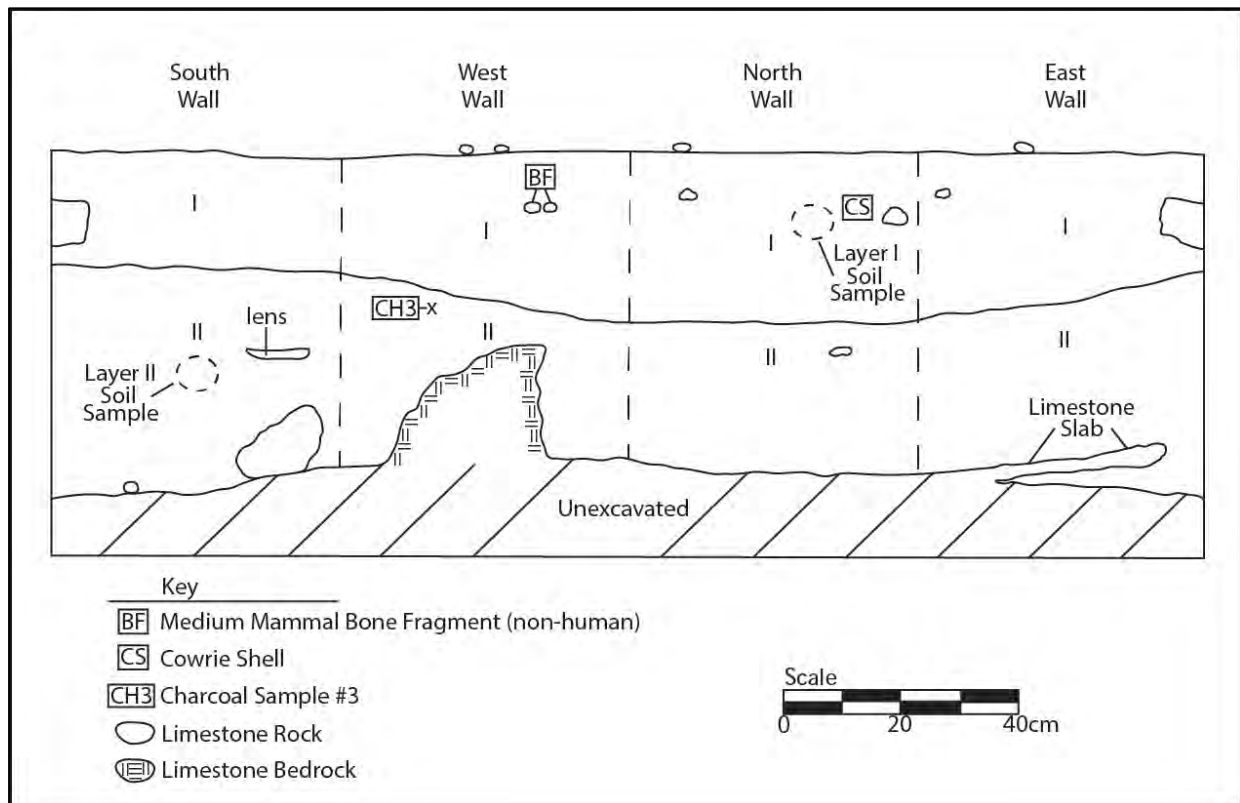 South
Wall
West
Wall
North
Wall
East
Wall
BF
CS
I
I
I
I
Layer I
Soil
Sample
CH3-x
lens
II
II
II
II
Layer II
Soil
Sample
Limestone
Slab
Unexcavated
Key
BF Medium Mammal Bone Fragment (non-human)
CS Cowrie Shell
CH3 Charcoal Sample #3
Limestone Rock
Limestone Bedrock
Scale
0 20 40cm